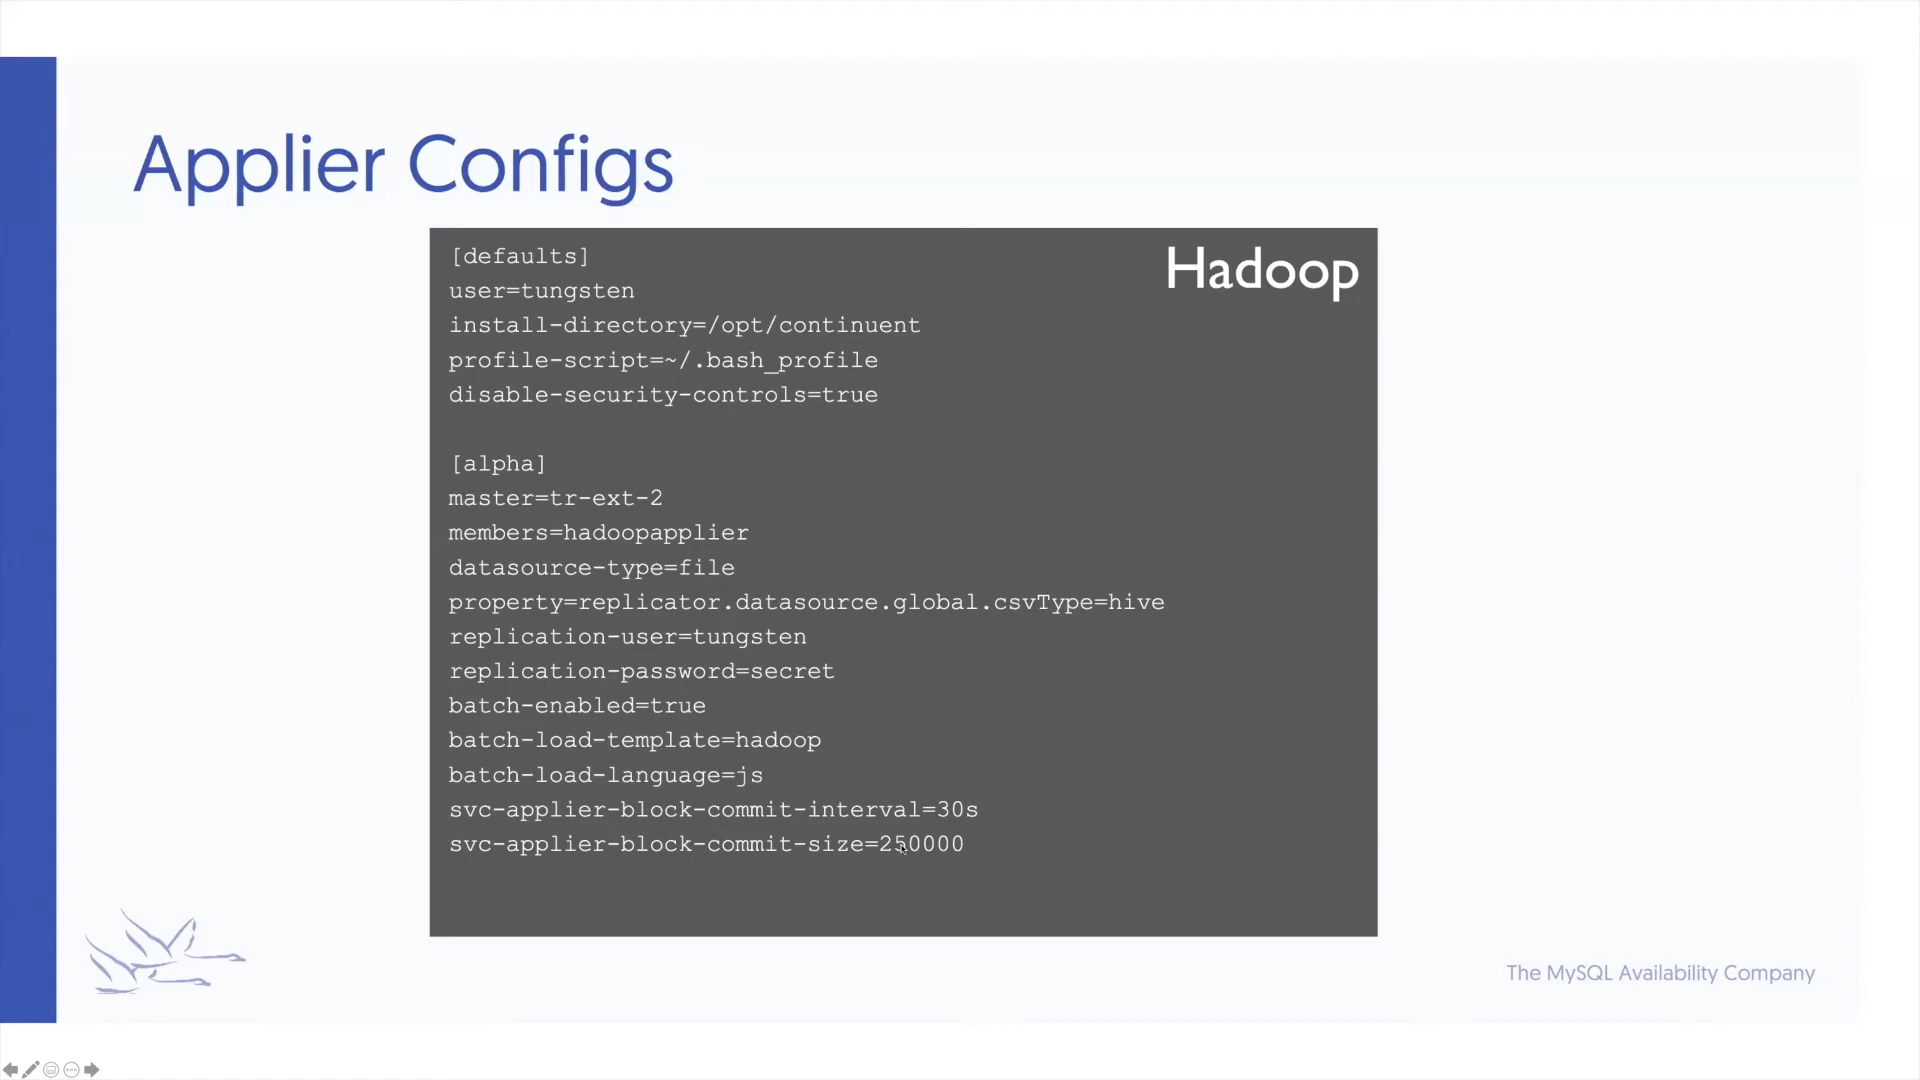 Applier Configs
Hadoop
[defaults]
user=tungsten
install-directory=/opt/continuent
profile-script=~/.bash_profile
disable-security-controls=true
[alpha]
master=tr-ext-2
members=hadoopapplier
datasource-type=file
property=replicator.datasource.global.csvType=hive
replication-user=tungsten
replication-password=secret
batch-enabled=true
batch-load-template=hadoop
batch-load-language=js
svc-applier-block-commit-interval=30s
svc-applier-block-commit-size=250000
The MySQL Availability Company